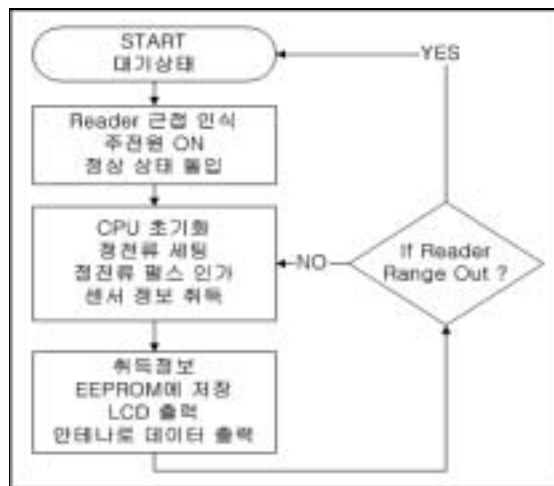 START
대기상태
YES
Reader 근접 인식
주전원 ON
정상 상태 돌입
CPU 초기화
정전류 세팅
정전류 펄스 인가
센서 정보 취득
NO
If Reader
Range Out ?
취득정보
EEPROM에 저장
LCD 출력
안테나로 데이터 출력